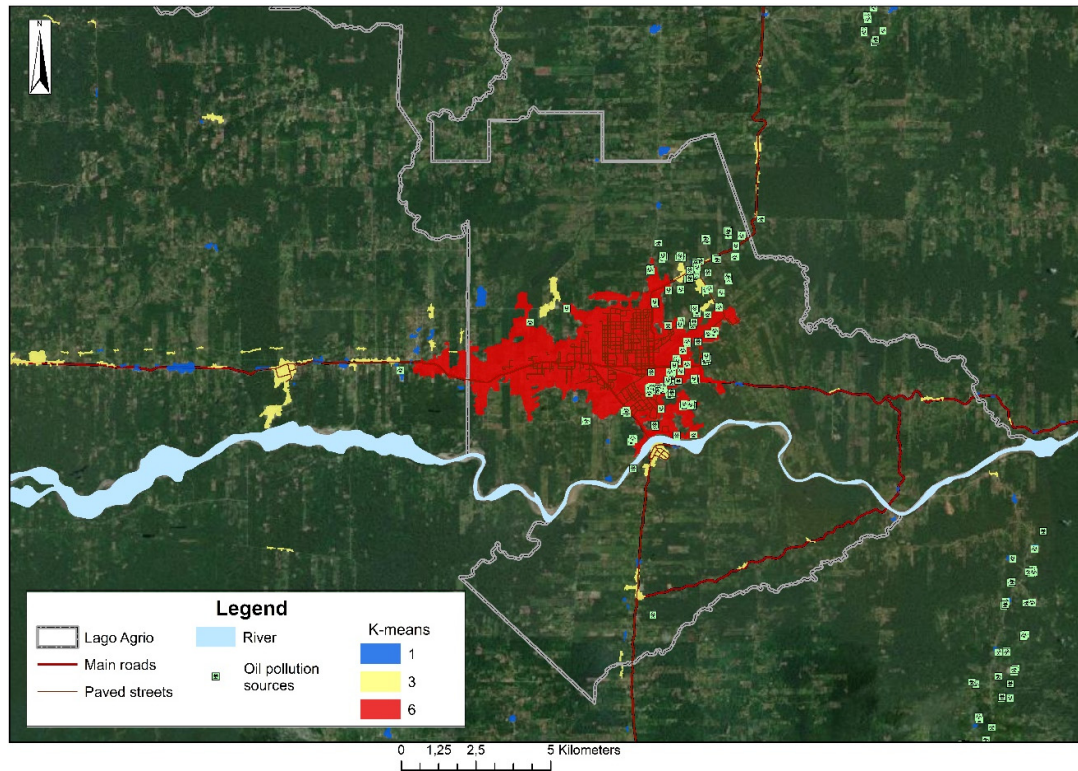 N
Legend
Lago Agrio
Main roads
Paved streets
River
Oil pollution
sources
K-means
1
3
6
0 1,25 2,5 5 Kilometers